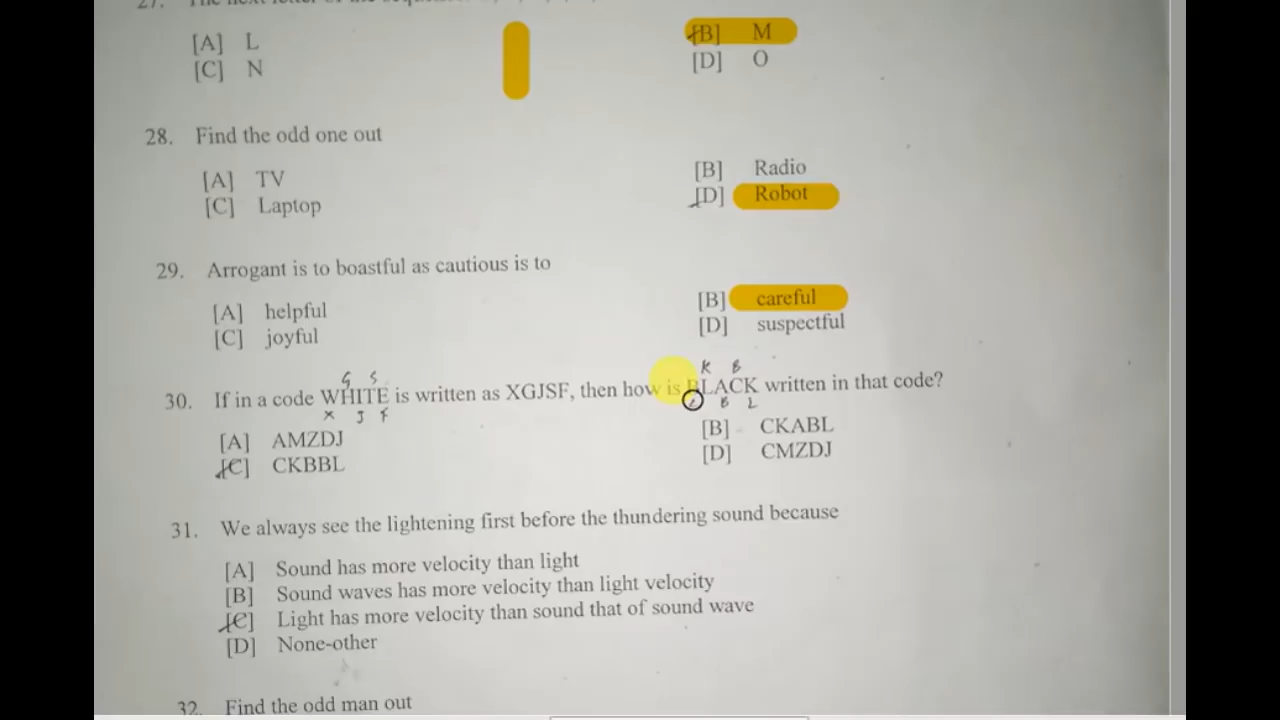 [A] L [B] M
[C] N [D] O
28. Find the odd one out
[A] TV [B] Radio
[C] Laptop [D] Robot
29. Arrogant is to boastful as cautious is to
[A] helpful [B] careful
[C] joyful [D] suspectful
G S K B
30. If in a code WHITE is written as XGJSF, then how is BLACK written in that code?
X J F B L
[A] AMZDJ [B] CKABL
[C] CKBBL [D] CMZDJ
31. We always see the lightening first before the thundering sound because
[A] Sound has more velocity than light
[B] Sound waves has more velocity than light velocity
[C] Light has more velocity than sound that of sound wave
[D] None-other
32. Find the odd man out